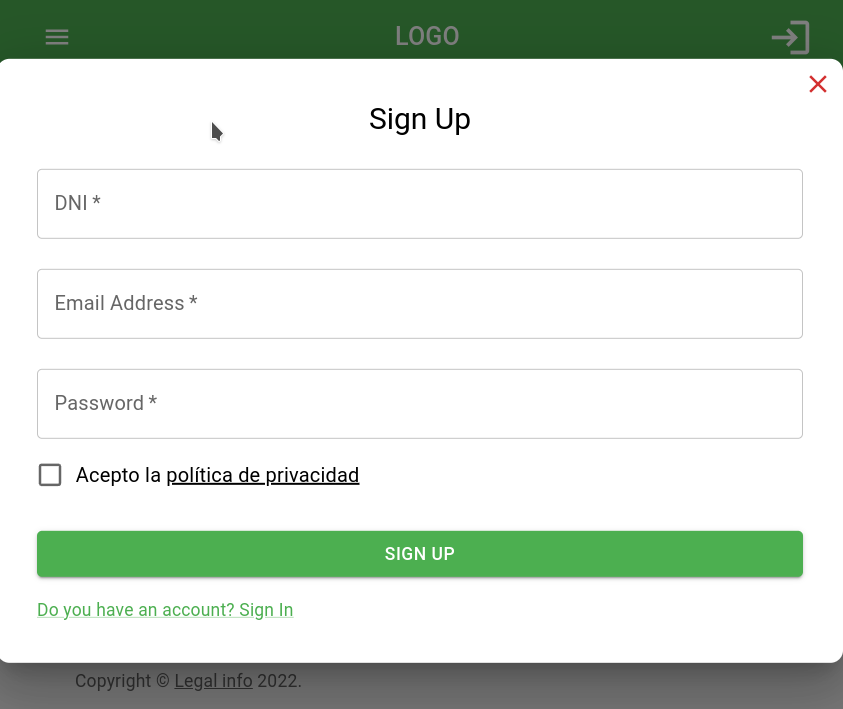 LOGO
Sign Up
DNI *
Email Address *
Password *
Acepto la política de privacidad
SIGN UP
Do you have an account? Sign In
Copyright © Legal info 2022.